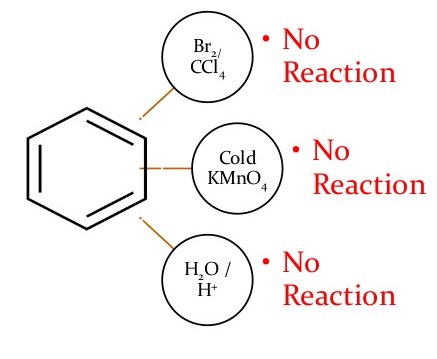 Br₂/
CCl₄
• No
Reaction
Cold
KMnO₄
• No
Reaction
H₂O /
H⁺
• No
Reaction